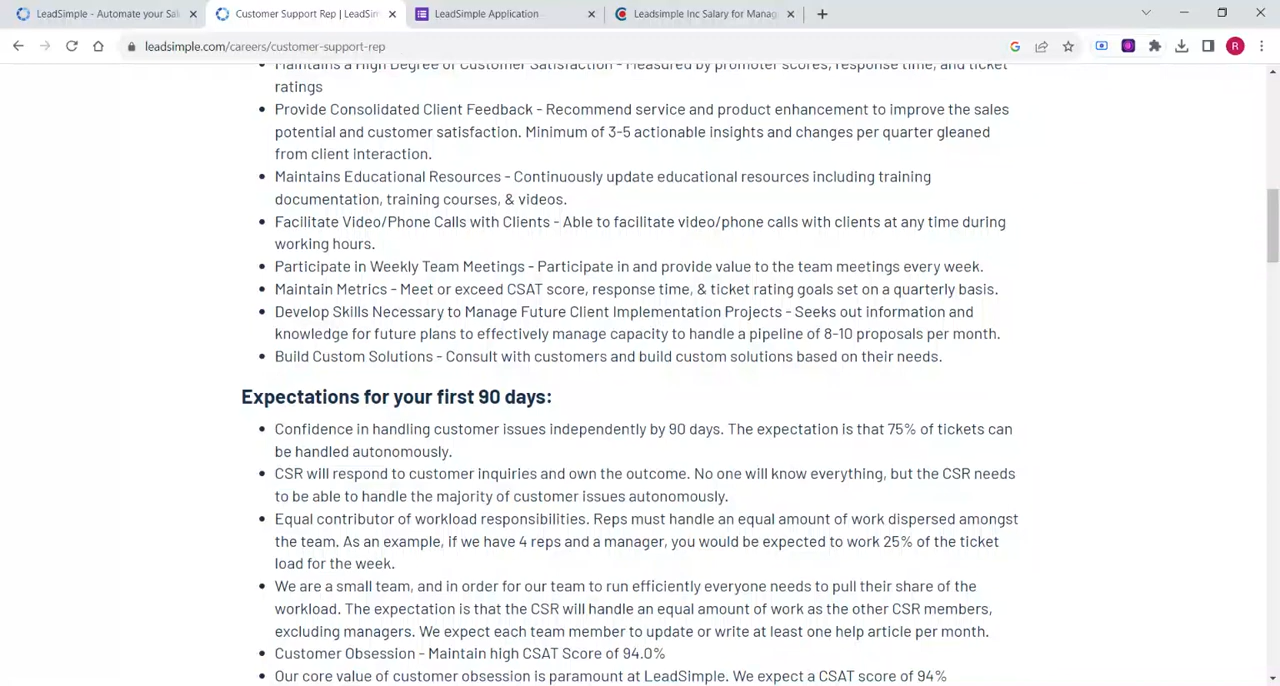 LeadSimple - Automate your Sal
Customer Support Rep | LeadSim
LeadSimple Application
Leadsimple Inc Salary for Manag
leadsimple.com/careers/customer-support-rep
R
Maintains a High Degree of Customer Satisfaction - Measured by promoter scores, response time, and ticket
ratings
Provide Consolidated Client Feedback - Recommend service and product enhancement to improve the sales
potential and customer satisfaction. Minimum of 3-5 actionable insights and changes per quarter gleaned
from client interaction.
Maintains Educational Resources - Continuously update educational resources including training
documentation, training courses, & videos.
Facilitate Video/Phone Calls with Clients - Able to facilitate video/phone calls with clients at any time during
working hours.
Participate in Weekly Team Meetings - Participate in and provide value to the team meetings every week.
Maintain Metrics - Meet or exceed CSAT score, response time, & ticket rating goals set on a quarterly basis.
Develop Skills Necessary to Manage Future Client Implementation Projects - Seeks out information and
knowledge for future plans to effectively manage capacity to handle a pipeline of 8-10 proposals per month.
Build Custom Solutions - Consult with customers and build custom solutions based on their needs.
Expectations for your first 90 days:
Confidence in handling customer issues independently by 90 days. The expectation is that 75% of tickets can
be handled autonomously.
CSR will respond to customer inquiries and own the outcome. No one will know everything, but the CSR needs
to be able to handle the majority of customer issues autonomously.
Equal contributor of workload responsibilities. Reps must handle an equal amount of work dispersed amongst
the team. As an example, if we have 4 reps and a manager, you would be expected to work 25% of the ticket
load for the week.
We are a small team, and in order for our team to run efficiently everyone needs to pull their share of the
workload. The expectation is that the CSR will handle an equal amount of work as the other CSR members,
excluding managers. We expect each team member to update or write at least one help article per month.
Customer Obsession - Maintain high CSAT Score of 94.0%
Our core value of customer obsession is paramount at LeadSimple. We expect a CSAT score of 94%